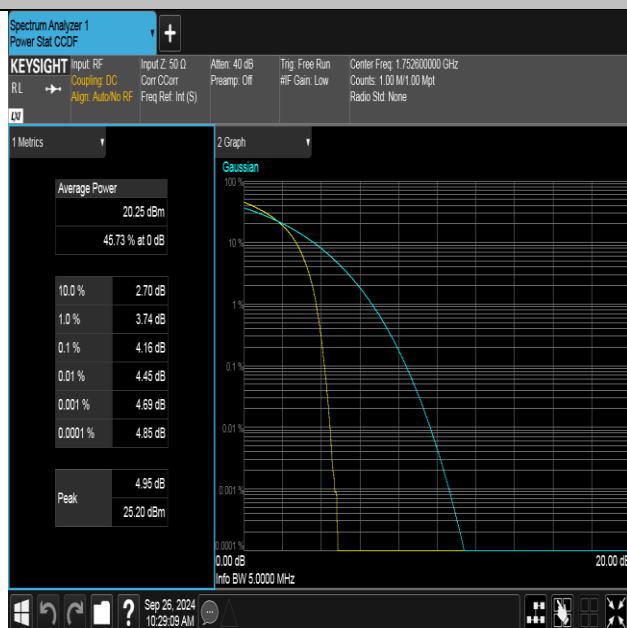 Spectrum Analyzer 1
Power Stat CCDF
+
KEYSIGHT
RL
LXI
Input: RF
Coupling: DC
Align: Auto/No RF
Input Z: 50 Ω
Corr CCorr
Freq Ref: Int (S)
Atten: 40 dB
Preamp: Off
Trig: Free Run
#IF Gain: Low
Center Freq: 1.752600000 GHz
Counts: 1.00 M/1.00 Mpt
Radio Std: None
1 Metrics
Average Power
20.25 dBm
45.73 % at 0 dB
10.0 % 2.70 dB
1.0 % 3.74 dB
0.1 % 4.16 dB
0.01 % 4.45 dB
0.001 % 4.69 dB
0.0001 % 4.85 dB
Peak
4.95 dB
25.20 dBm
2 Graph
Gaussian
100 %
10 %
1 %
0.1 %
0.01 %
0.001 %
0.0001 %
0.00 dB
20.00 dB
Info BW 5.0000 MHz
?
Sep 26, 2024
10:29:09 AM